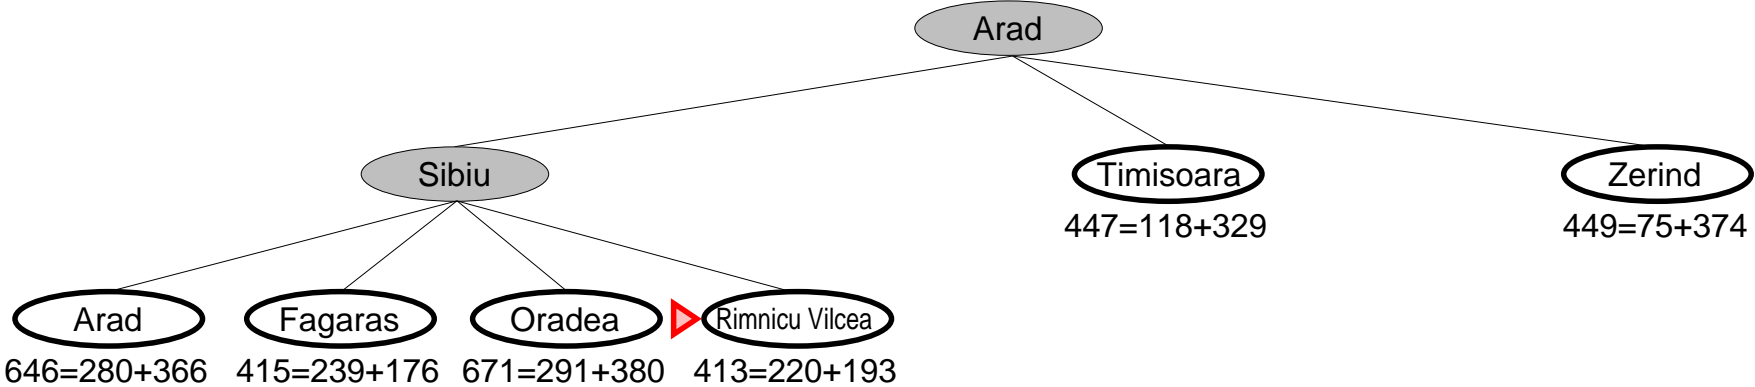 Arad
Sibiu
Timisoara
Zerind
447=118+329
449=75+374
Arad
Fagaras
Oradea
Rimnicu Vilcea
646=280+366
415=239+176
671=291+380
413=220+193